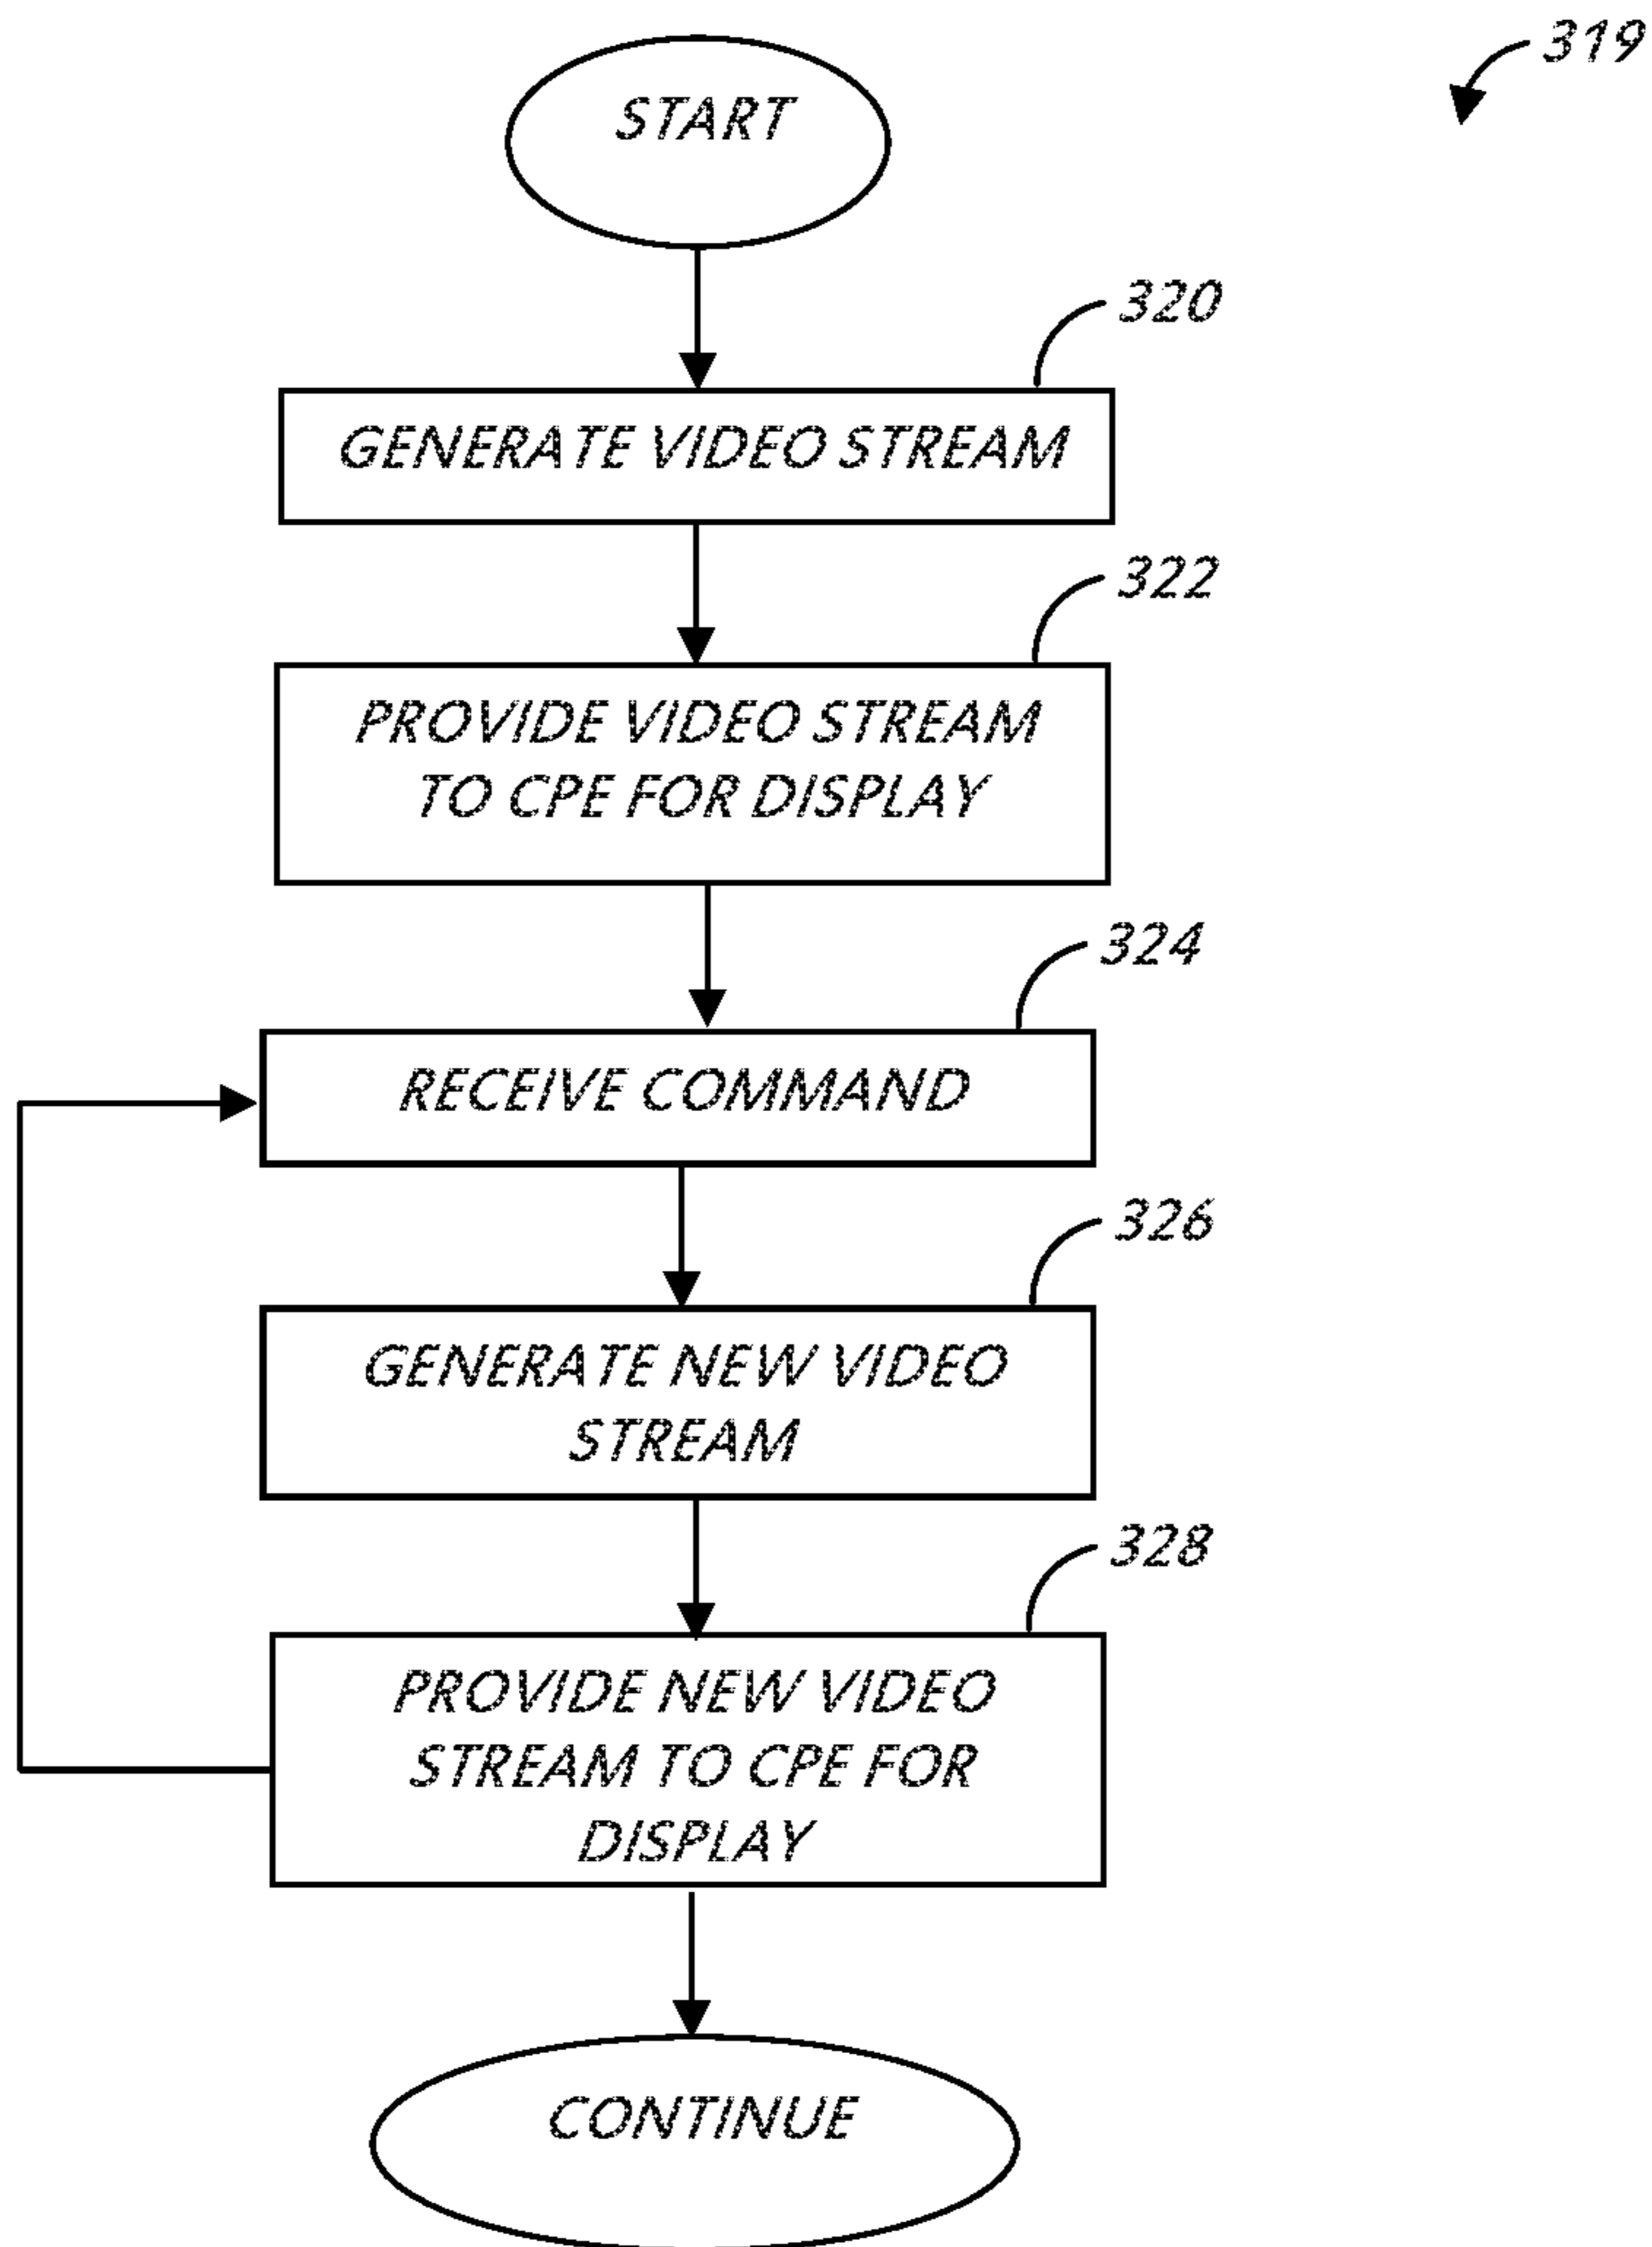 319
START
320
GENERATE VIDEO STREAM
322
PROVIDE VIDEO STREAM
TO CPE FOR DISPLAY
324
RECEIVE COMMAND
326
GENERATE NEW VIDEO
STREAM
328
PROVIDE NEW VIDEO
STREAM TO CPE FOR
DISPLAY
CONTINUE